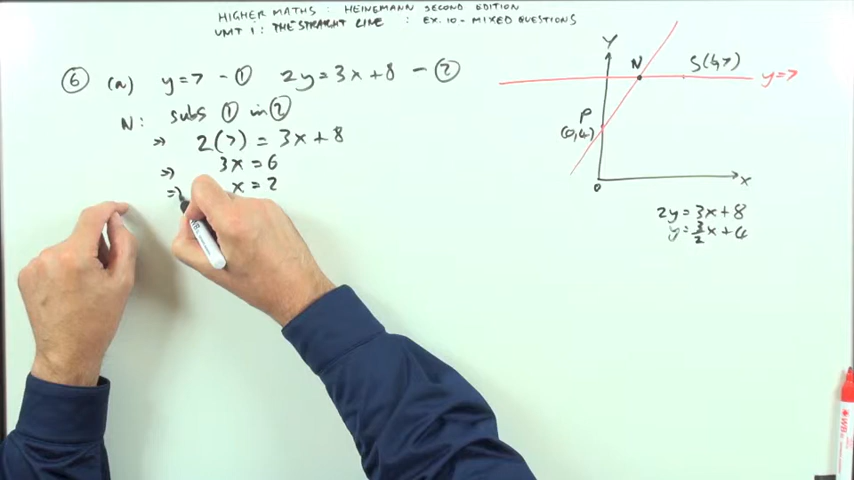 HIGHER MATHS : HEINEMANN SECOND EDITION
UNIT 1 : THE STRAIGHT LINE : EX.10 - MIXED QUESTIONS
⑥ (a) y=7 -① 2y=3x+8 -②
N: subs ① in ②
⇒ 2(7) = 3x+8
⇒ 3x=6
⇒ x=2
Y
N
S(4,7)
y=7
P
(0,4)
O
X
2y=3x+8
y=3/2x+4
WB